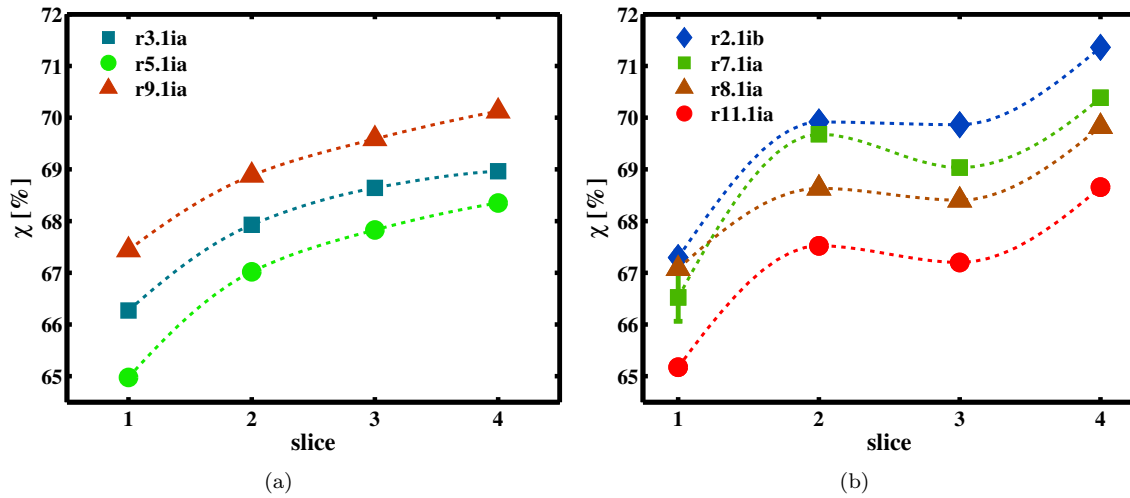 72
71
70
69
68
67
66
65
χ [%]
r3.1ia
r5.1ia
r9.1ia
1 2 3 4
slice
(a)
72
71
70
69
68
67
66
65
χ [%]
r2.1ib
r7.1ia
r8.1ia
r11.1ia
1 2 3 4
slice
(b)